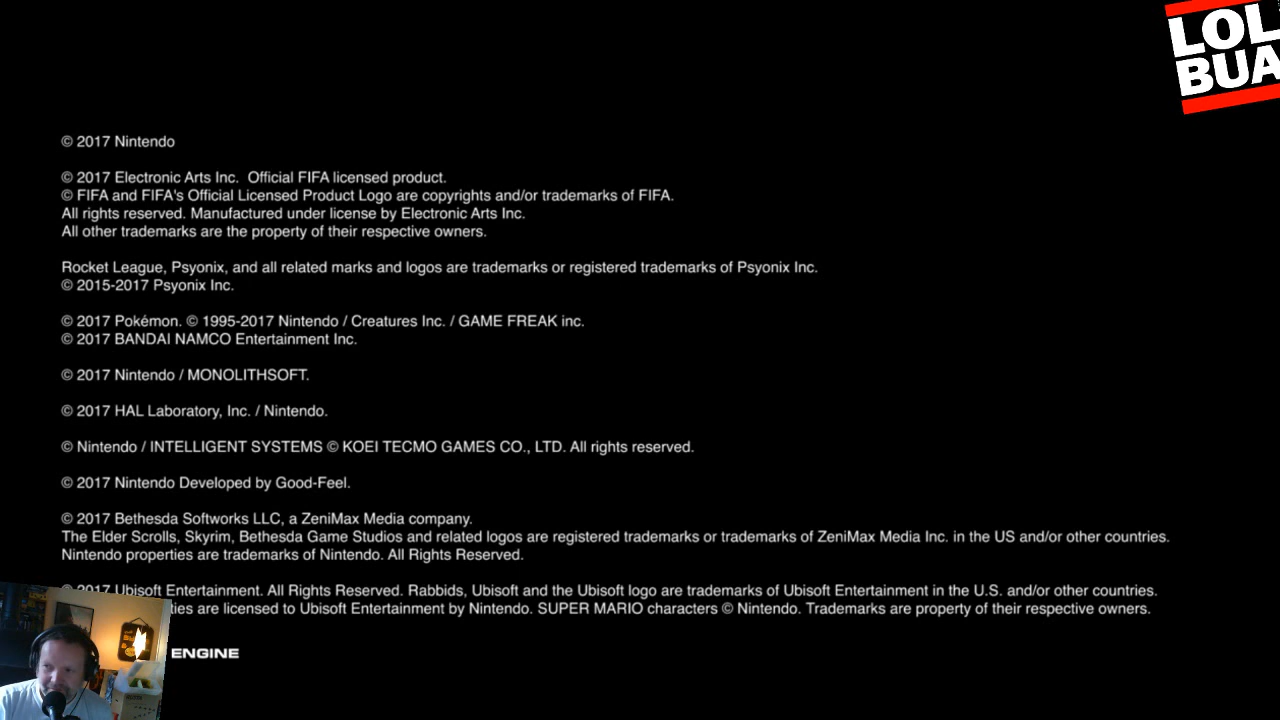 LOL
BUA
© 2017 Nintendo
© 2017 Electronic Arts Inc.  Official FIFA licensed product.
© FIFA and FIFA's Official Licensed Product Logo are copyrights and/or trademarks of FIFA.
All rights reserved. Manufactured under license by Electronic Arts Inc.
All other trademarks are the property of their respective owners.
Rocket League, Psyonix, and all related marks and logos are trademarks or registered trademarks of Psyonix Inc.
© 2015-2017 Psyonix Inc.
© 2017 Pokémon. © 1995-2017 Nintendo / Creatures Inc. / GAME FREAK inc.
© 2017 BANDAI NAMCO Entertainment Inc.
© 2017 Nintendo / MONOLITHSOFT.
© 2017 HAL Laboratory, Inc. / Nintendo.
© Nintendo / INTELLIGENT SYSTEMS © KOEI TECMO GAMES CO., LTD. All rights reserved.
© 2017 Nintendo Developed by Good-Feel.
© 2017 Bethesda Softworks LLC, a ZeniMax Media company.
The Elder Scrolls, Skyrim, Bethesda Game Studios and related logos are registered trademarks or trademarks of ZeniMax Media Inc. in the US and/or other countries.
Nintendo properties are trademarks of Nintendo. All Rights Reserved.
© 2017 Ubisoft Entertainment. All Rights Reserved. Rabbids, Ubisoft and the Ubisoft logo are trademarks of Ubisoft Entertainment in the U.S. and/or other countries.
are licensed to Ubisoft Entertainment by Nintendo. SUPER MARIO characters © Nintendo. Trademarks are property of their respective owners.
ENGINE